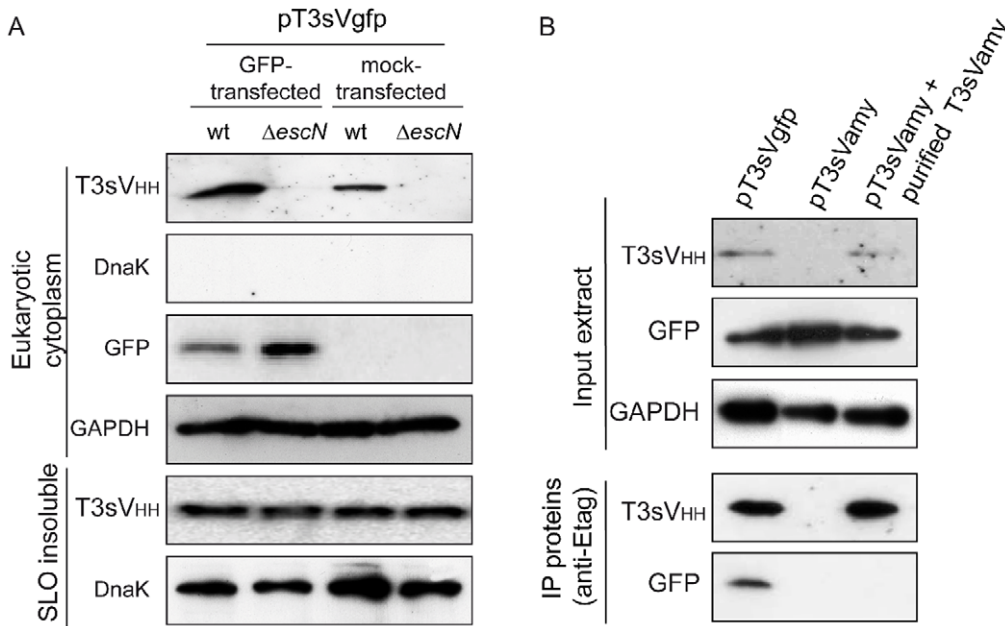 A
pT3sVgfp
GFP-
transfected
mock-
transfected
wt ΔescN wt ΔescN
Eukaryotic
cytoplasm
T3sVHH
DnaK
GFP
GAPDH
SLO insoluble
T3sVHH
DnaK
B
pT3sVgfp
pT3sVamy
pT3sVamy +
purified T3sVamy
Input extract
T3sVHH
GFP
GAPDH
IP proteins
(anti-Etag)
T3sVHH
GFP